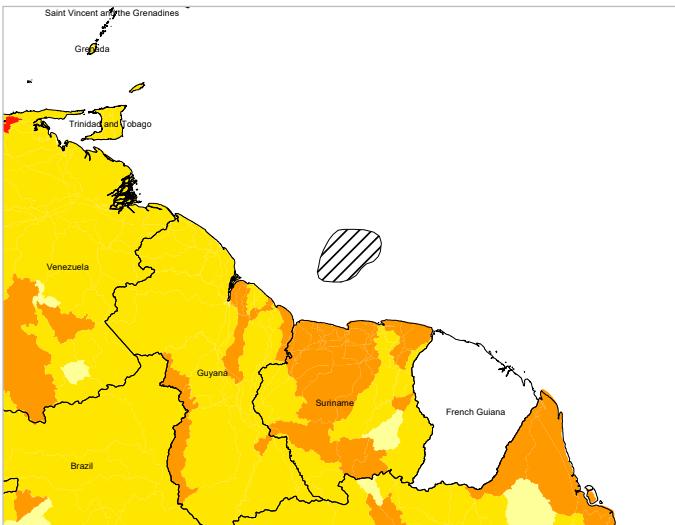 Saint Vincent and the Grenadines
Grenada
Trinidad and Tobago
Venezuela
Guyana
Suriname
French Guiana
Brazil